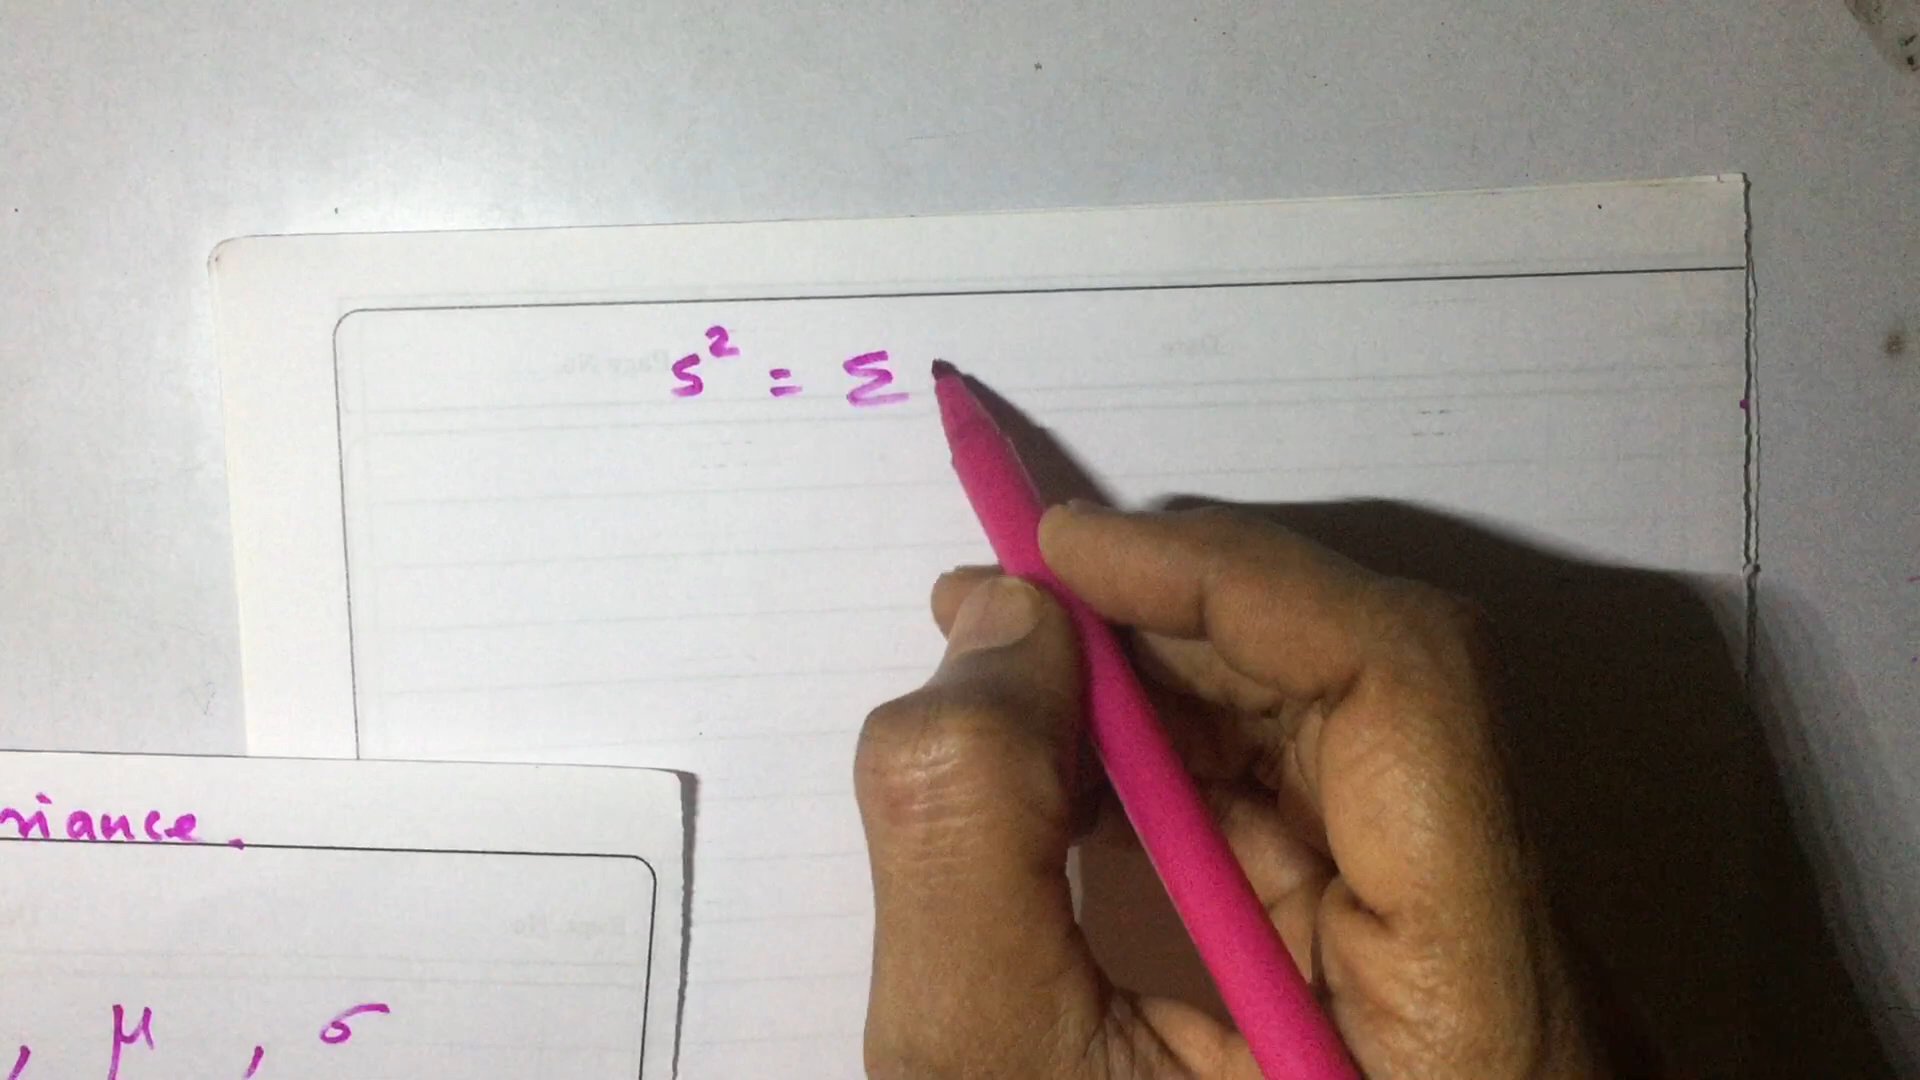 s² = Σ
riance.
, μ , σ